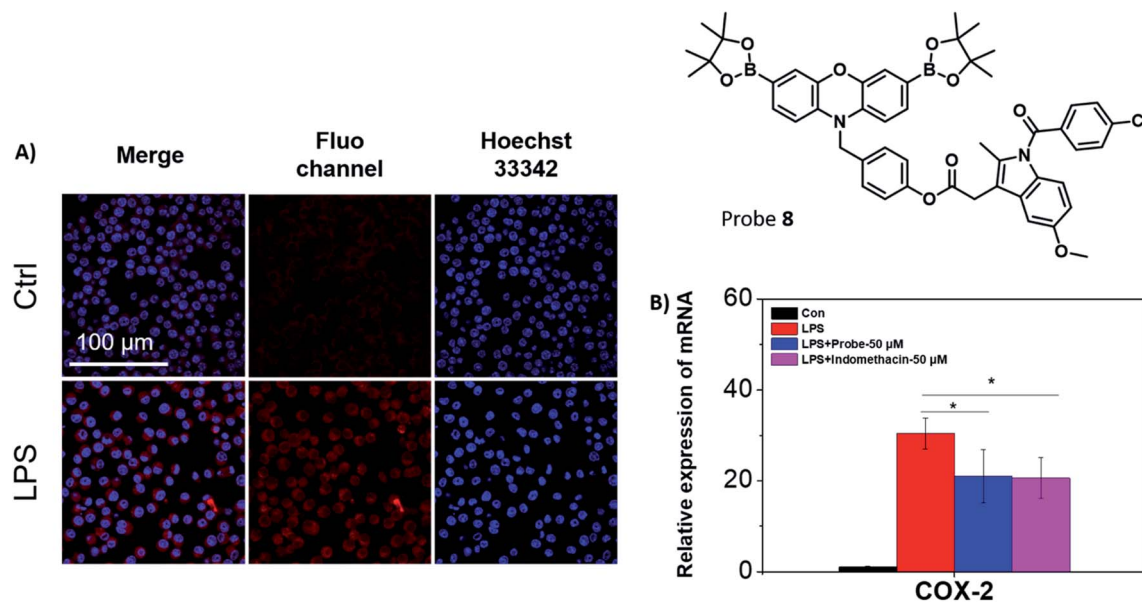 A)
Merge
Fluo
channel
Hoechst
33342
Ctrl
100 µm
LPS
O
O
B
O
O
O
B
N
O
O
O
N
O
Probe 8
B)
Relative expression of mRNA
60
40
20
0
Con
LPS
LPS+Probe-50 µM
LPS+Indomethacin-50 µM
*
*
COX-2